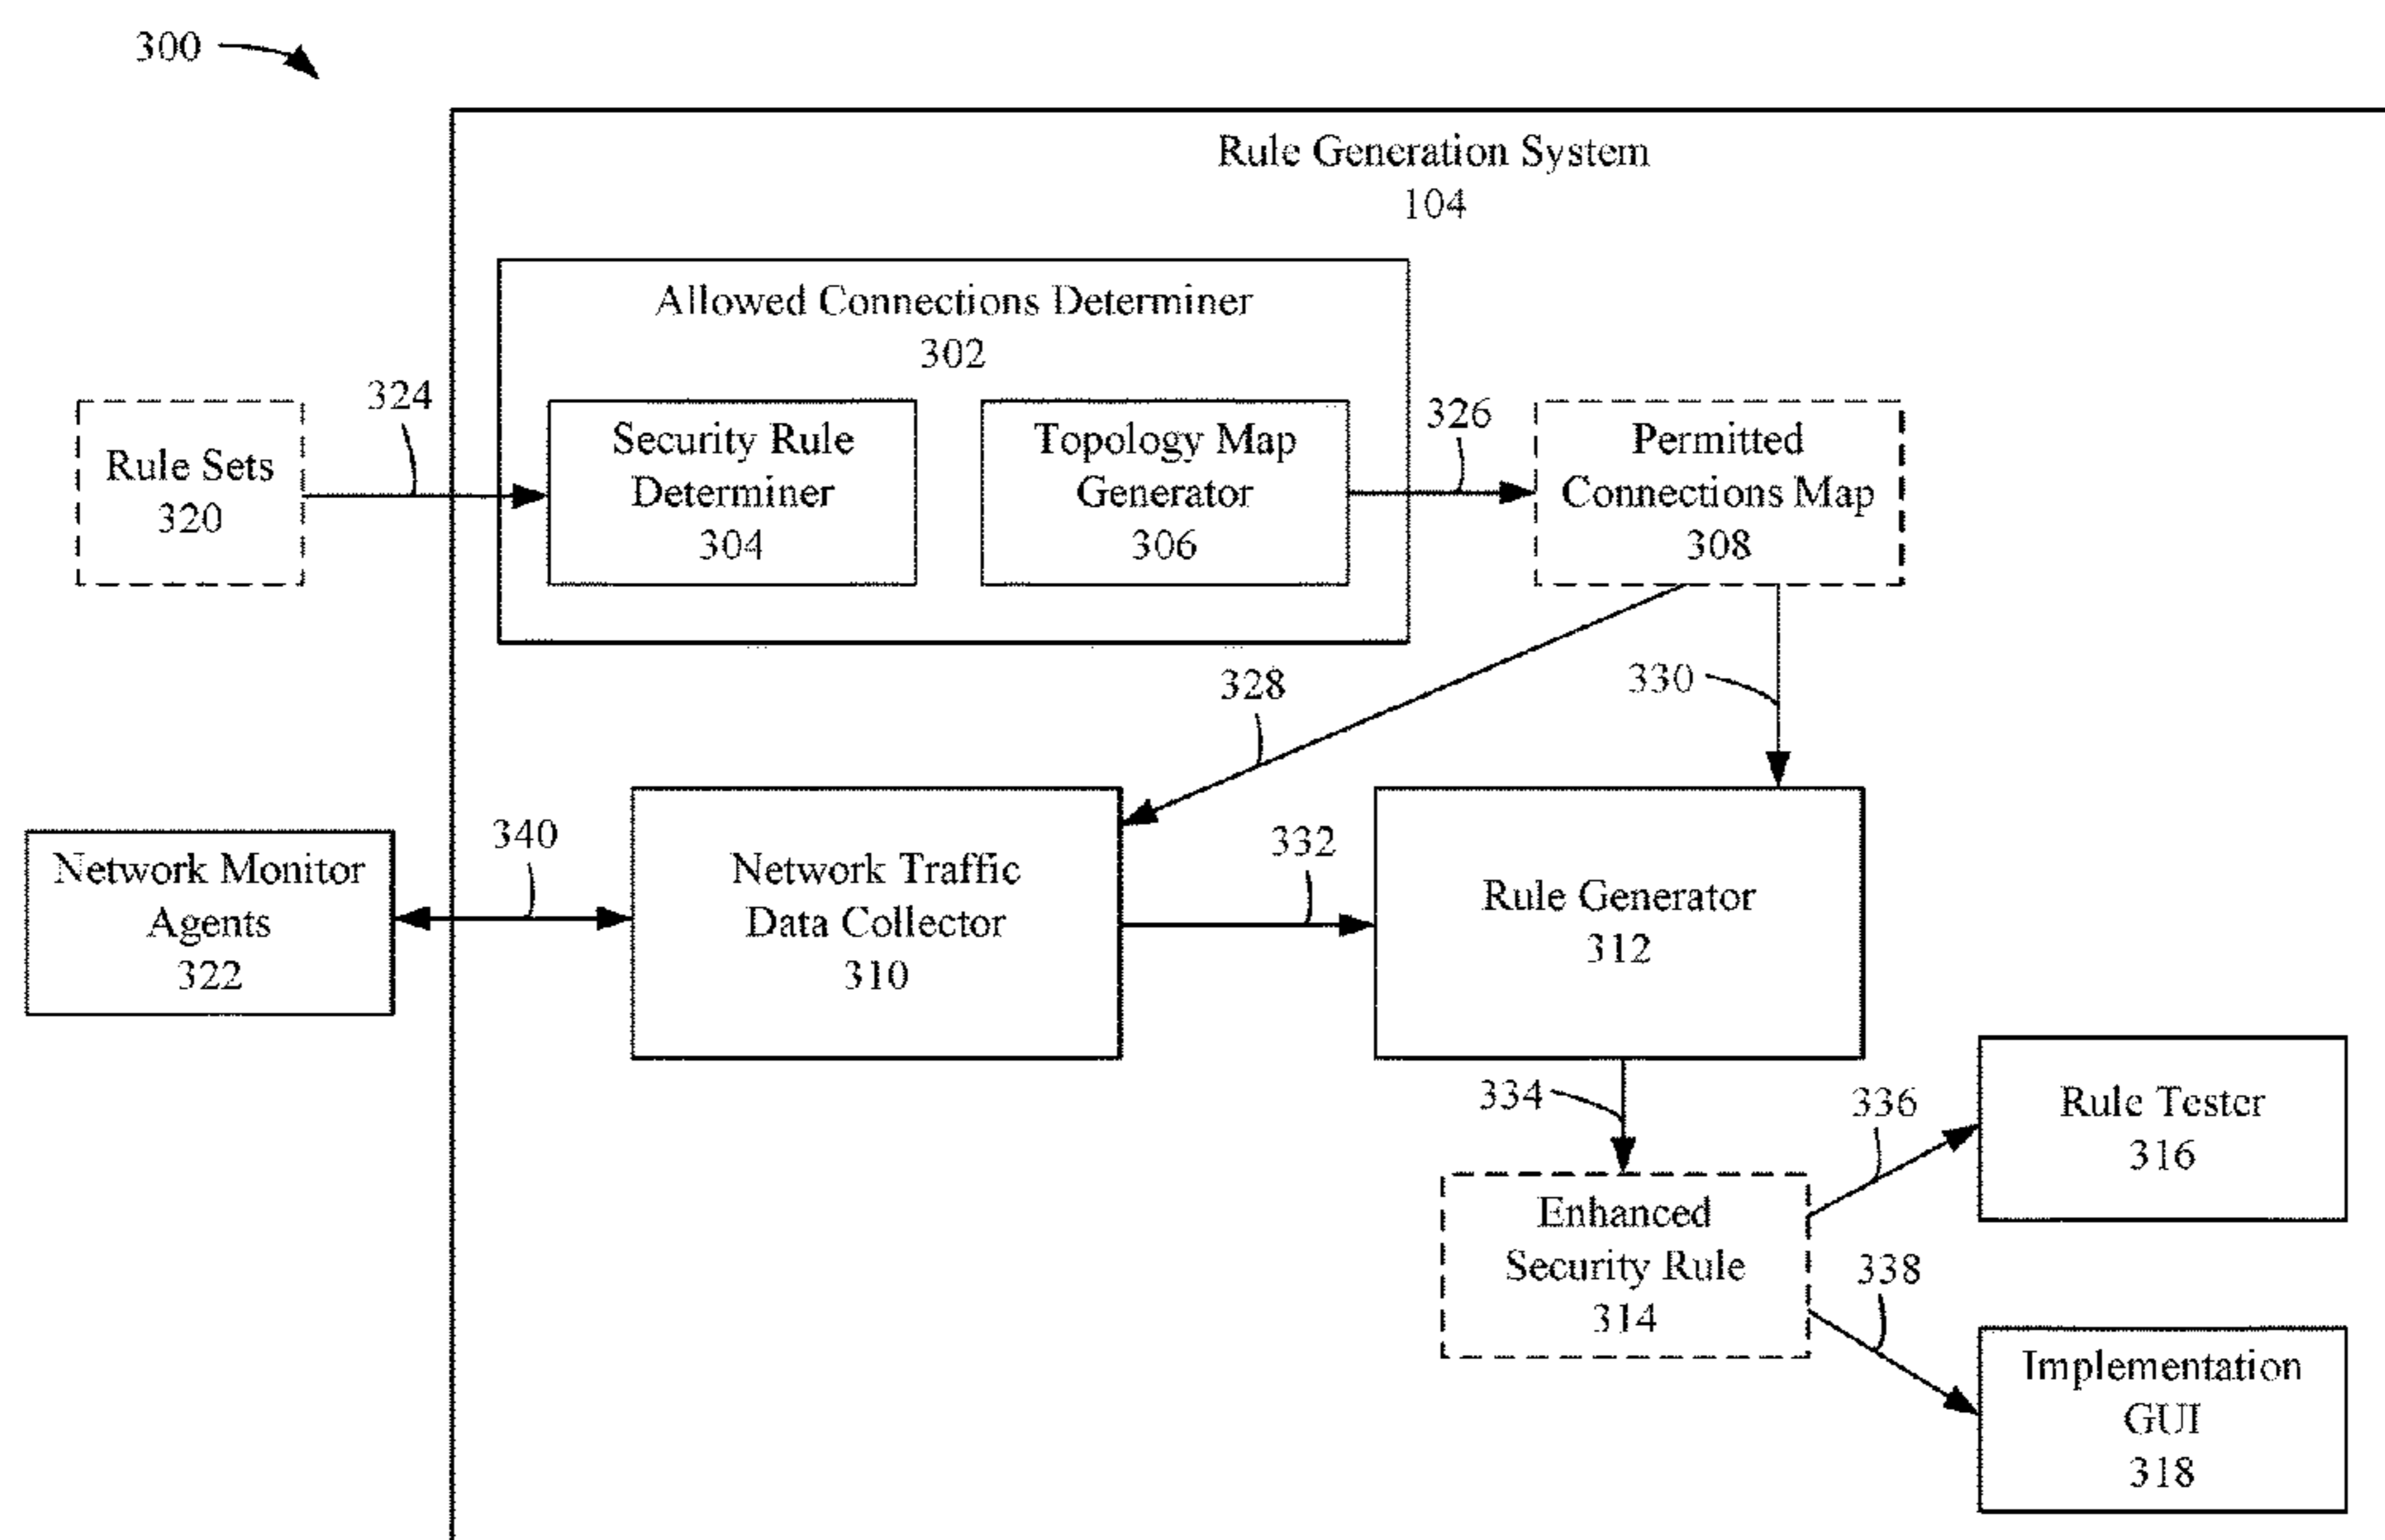 300
Rule Generation System
104
Allowed Connections Determiner
302
324
Rule Sets
320
Security Rule
Determiner
304
Topology Map
Generator
306
326
Permitted
Connections Map
308
328
330
Network Monitor
Agents
322
340
Network Traffic
Data Collector
310
332
Rule Generator
312
334
336
Rule Tester
316
Enhanced
Security Rule
314
338
Implementation
GUI
318